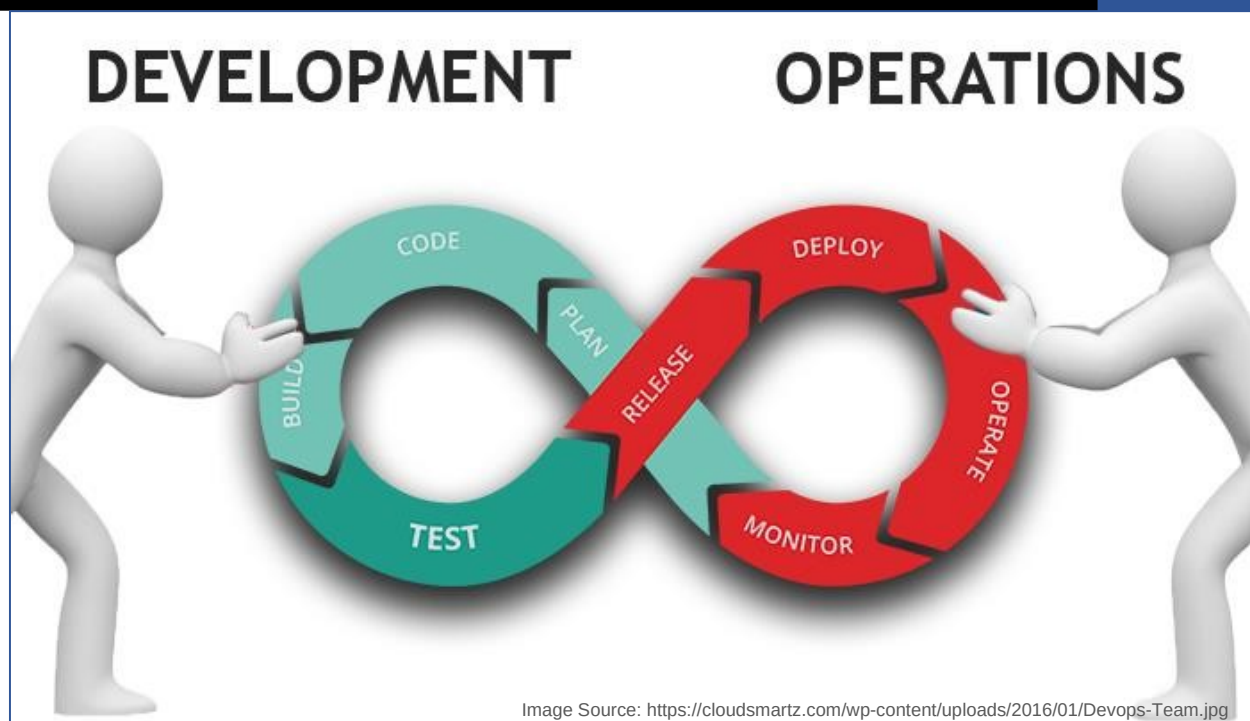 DEVELOPMENT
OPERATIONS
CODE
PLAN
BUILD
TEST
RELEASE
DEPLOY
OPERATE
MONITOR
Image Source: https://cloudsmartz.com/wp-content/uploads/2016/01/Devops-Team.jpg